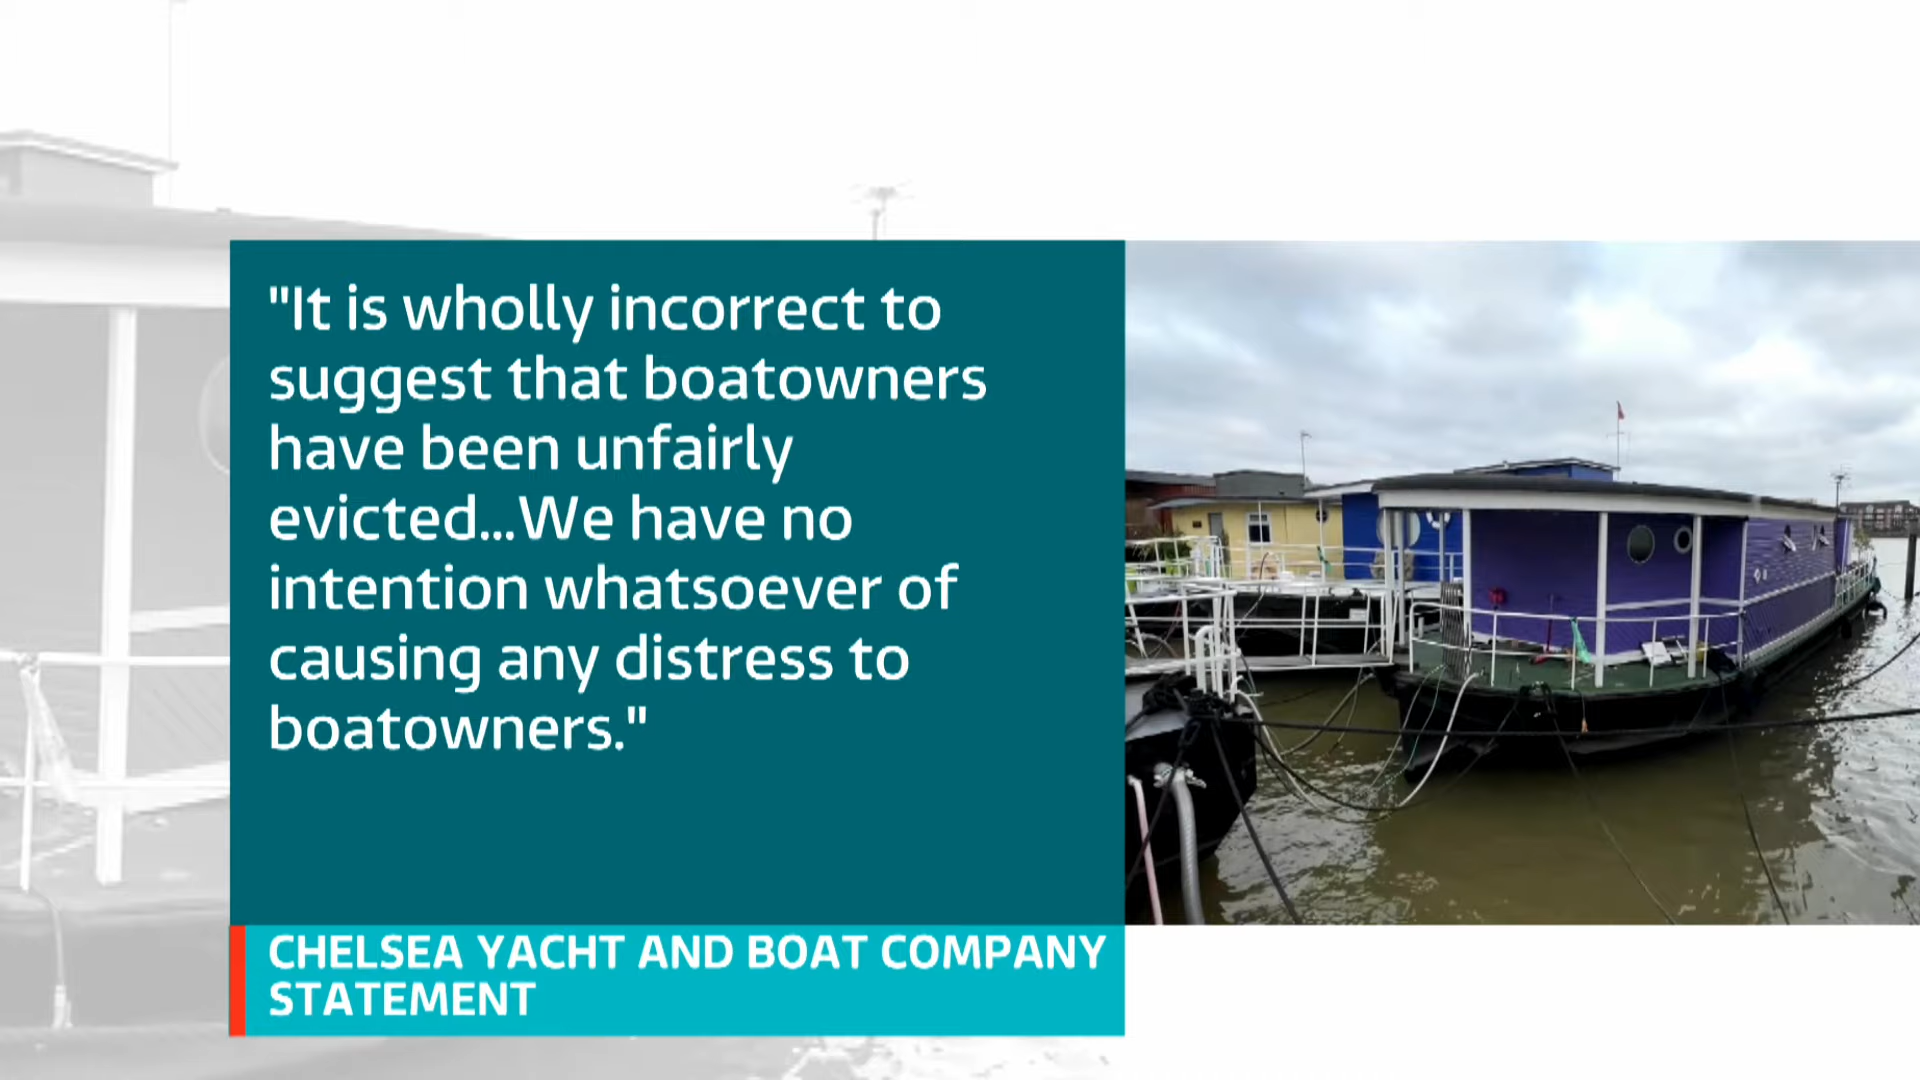 "It is wholly incorrect to
suggest that boatowners
have been unfairly
evicted...We have no
intention whatsoever of
causing any distress to
boatowners."
CHELSEA YACHT AND BOAT COMPANY
STATEMENT